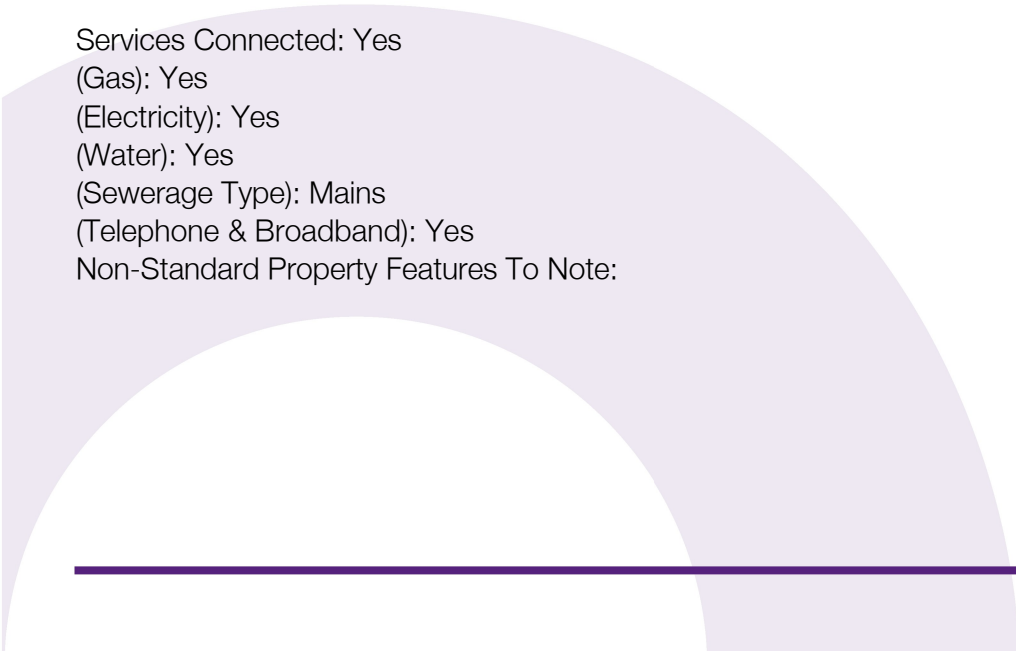 Services Connected: Yes
(Gas): Yes
(Electricity): Yes
(Water): Yes
(Sewerage Type): Mains
(Telephone & Broadband): Yes
Non-Standard Property Features To Note: